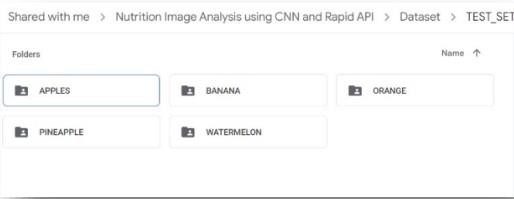 Shared with me > Nutrition Image Analysis using CNN and Rapid API > Dataset > TEST_SET
Folders Name ↑
APPLES BANANA ORANGE
PINEAPPLE WATERMELON